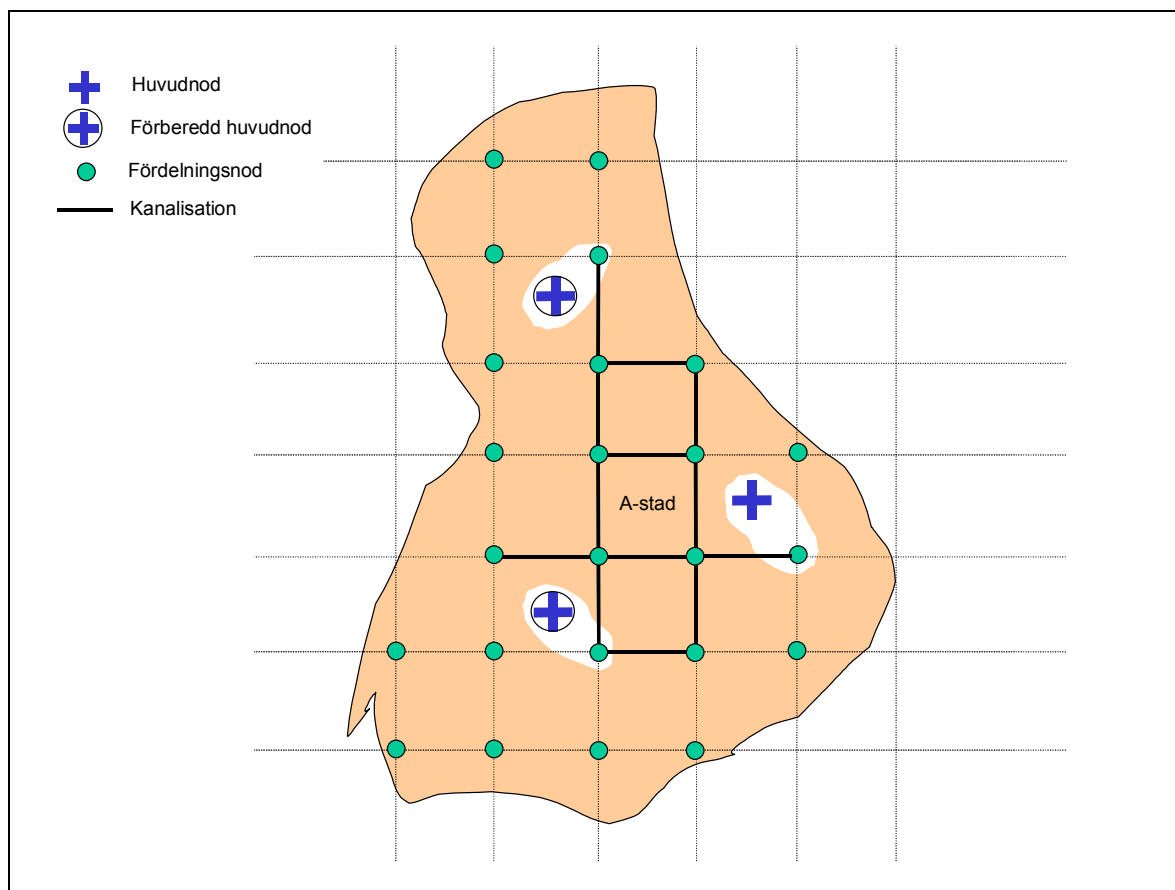 Huvudnod
Förberedd huvudnod
Fördelningsnod
Kanalisation
A-stad